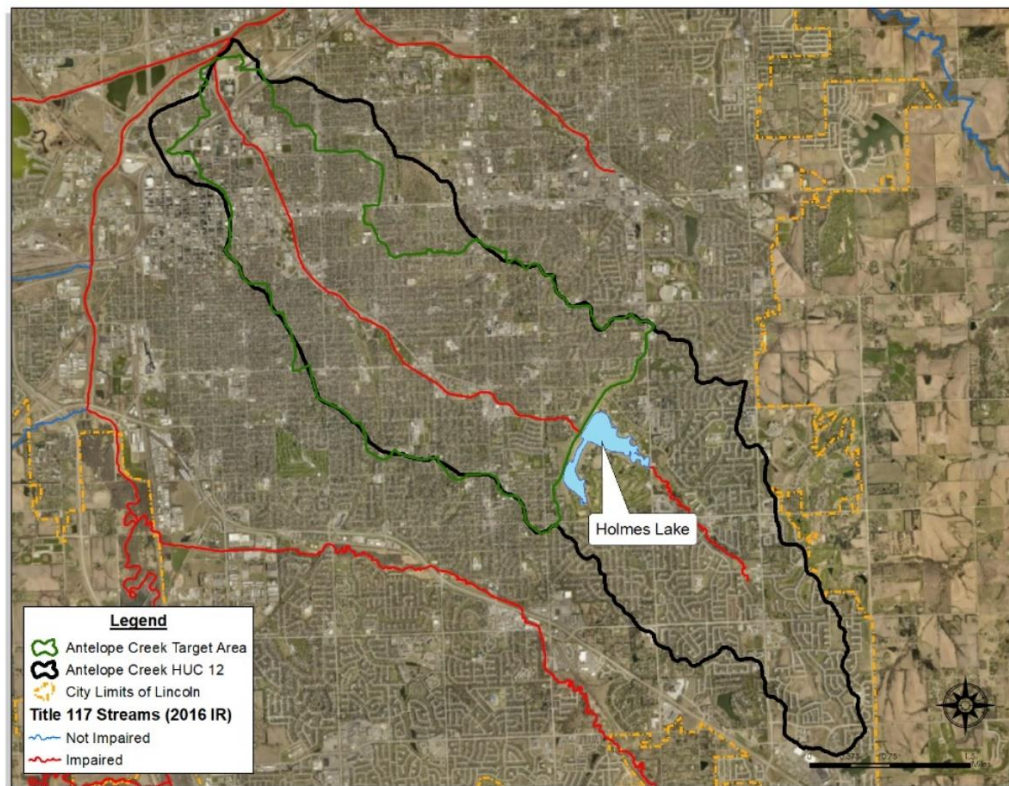 Holmes Lake
Legend
Antelope Creek Target Area
Antelope Creek HUC 12
City Limits of Lincoln
Title 117 Streams (2016 IR)
Not Impaired
Impaired